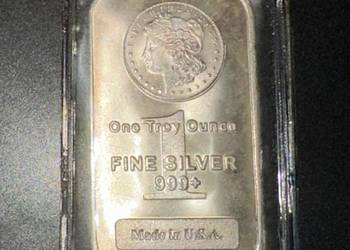 1
One Troy Ounce
FINE SILVER
999+
Made in U.S.A.